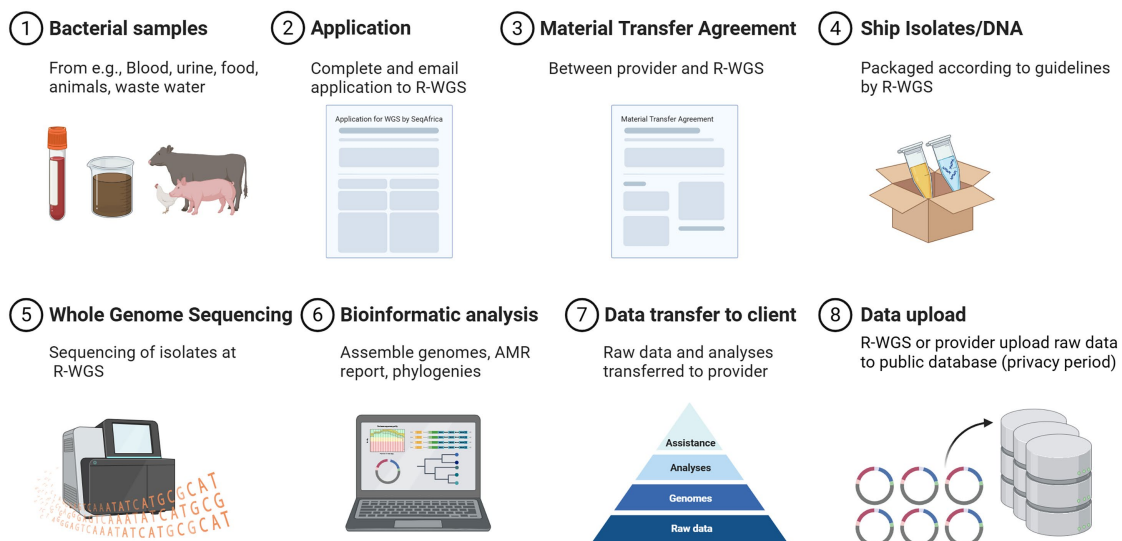 1 Bacterial samples
From e.g., Blood, urine, food,
animals, waste water
2 Application
Complete and email
application to R-WGS
Application for WGS by SeqAfrica
3 Material Transfer Agreement
Between provider and R-WGS
Material Transfer Agreement
4 Ship Isolates/DNA
Packaged according to guidelines
by R-WGS
5 Whole Genome Sequencing
Sequencing of isolates at
R-WGS
CAAATATCATGCGCAT
GAGTCAAATATCATGCG
GGAGTCAAATATCATGCGCAT
6 Bioinformatic analysis
Assemble genomes, AMR
report, phylogenies
7 Data transfer to client
Raw data and analyses
transferred to provider
Assistance
Analyses
Genomes
Raw data
8 Data upload
R-WGS or provider upload raw data
to public database (privacy period)